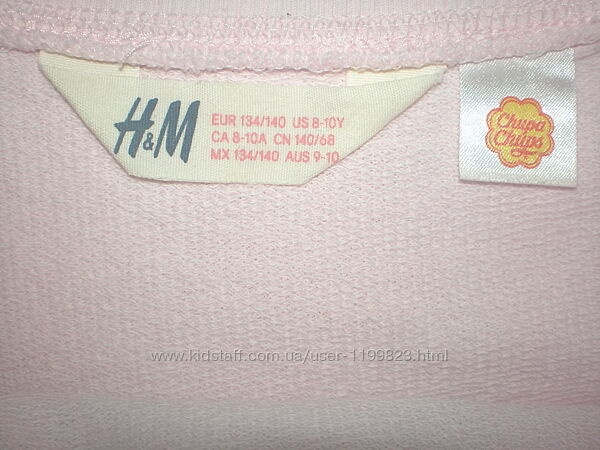 H&M
EUR 134/140 US 8-10Y
CA 8-10A CN 140/68
MX 134/140 AUS 9-10
Chupa
Chups
www.kidstaff.com.ua/user-1199823.html